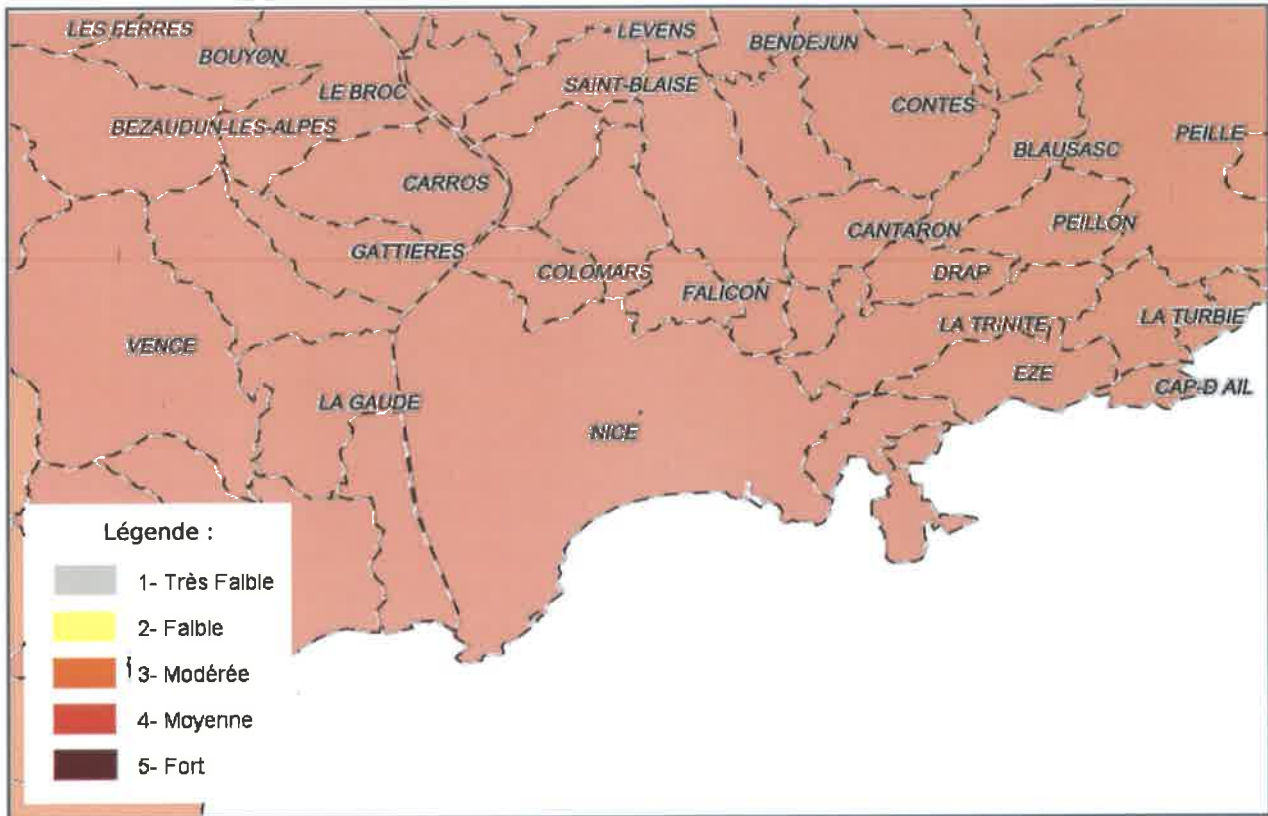 LES FERRES
LEVENS
BENDEJUN
BOUYON
SAINT-BLAISE
LE BROC
CONTES
BEZAUDUN-LES-ALPES
PEILLE
BLAUSASC
CARROS
PEILLON
CANTARON
GATTIERES
COLOMARS
DRAP
FALICON
LA TURBIE
LA TRINITE
VENCE
EZE
CAP-D AIL
LA GAUDE
NICE
Légende :
1- Très Faible
2- Faible
3- Modérée
4- Moyenne
5- Fort